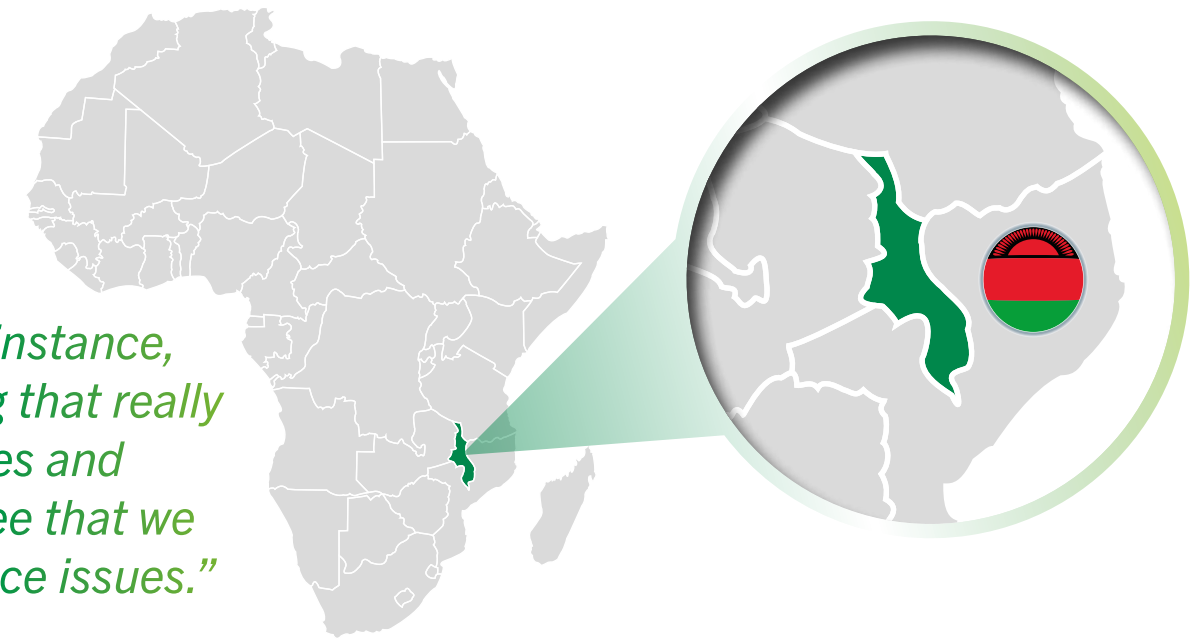 instance,
that really
es and
ee that we
ce issues.”